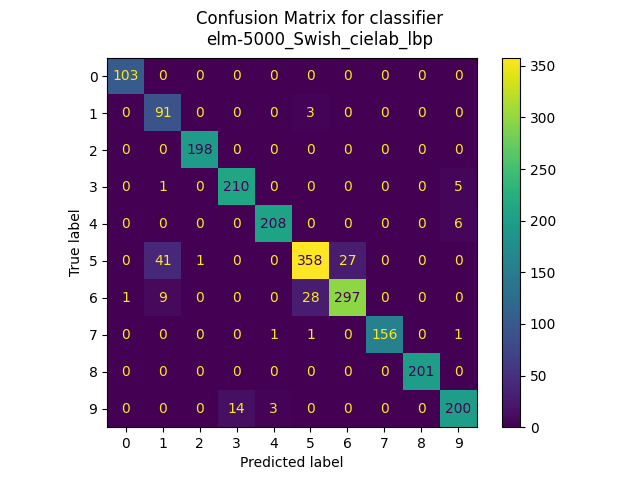 Confusion Matrix for classifier
elm-5000_Swish_cielab_lbp
0 103 0 0 0 0 0 0 0 0 0
1 0 91 0 0 0 3 0 0 0 0
2 0 0 198 0 0 0 0 0 0 0
3 0 1 0 210 0 0 0 0 0 5
4 0 0 0 0 208 0 0 0 0 6
5 0 41 1 0 0 358 27 0 0 0
6 1 9 0 0 0 28 297 0 0 0
7 0 0 0 0 1 1 0 156 0 1
8 0 0 0 0 0 0 0 0 201 0
9 0 0 0 14 3 0 0 0 0 200
0 1 2 3 4 5 6 7 8 9
Predicted label
True label
350
300
250
200
150
100
50
0